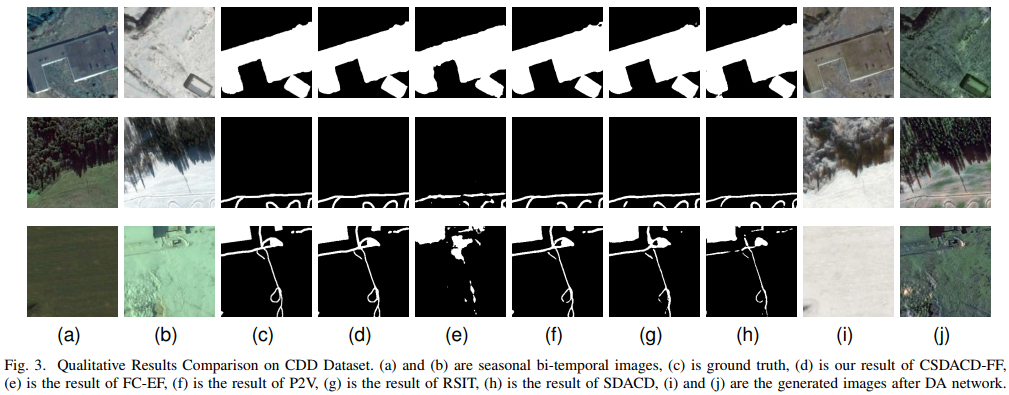 (a) (b) (c) (d) (e) (f) (g) (h) (i) (j)
Fig. 3. Qualitative Results Comparison on CDD Dataset. (a) and (b) are seasonal bi-temporal images, (c) is ground truth, (d) is our result of CSDACD-FF,
(e) is the result of FC-EF, (f) is the result of P2V, (g) is the result of RSIT, (h) is the result of SDACD, (i) and (j) are the generated images after DA network.